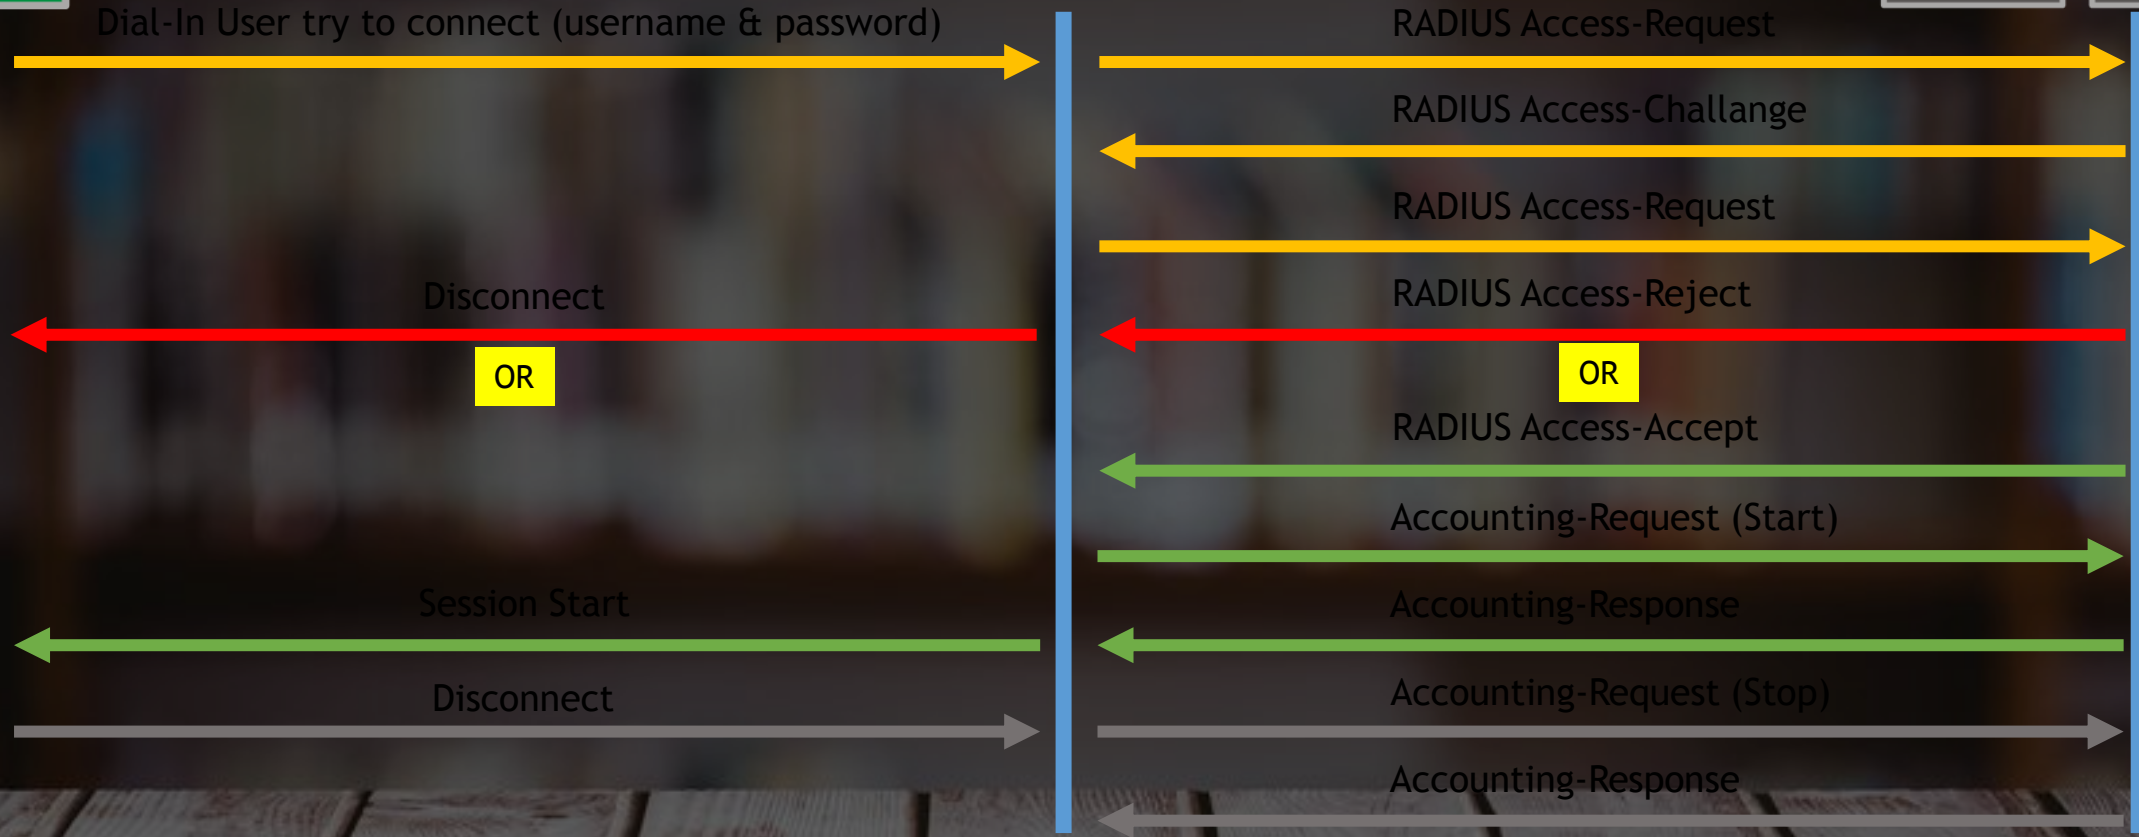 Dial-In User try to connect (username & password)
RADIUS Access-Request
RADIUS Access-Challange
RADIUS Access-Request
Disconnect
RADIUS Access-Reject
OR
OR
RADIUS Access-Accept
Accounting-Request (Start)
Session Start
Accounting-Response
Disconnect
Accounting-Request (Stop)
Accounting-Response